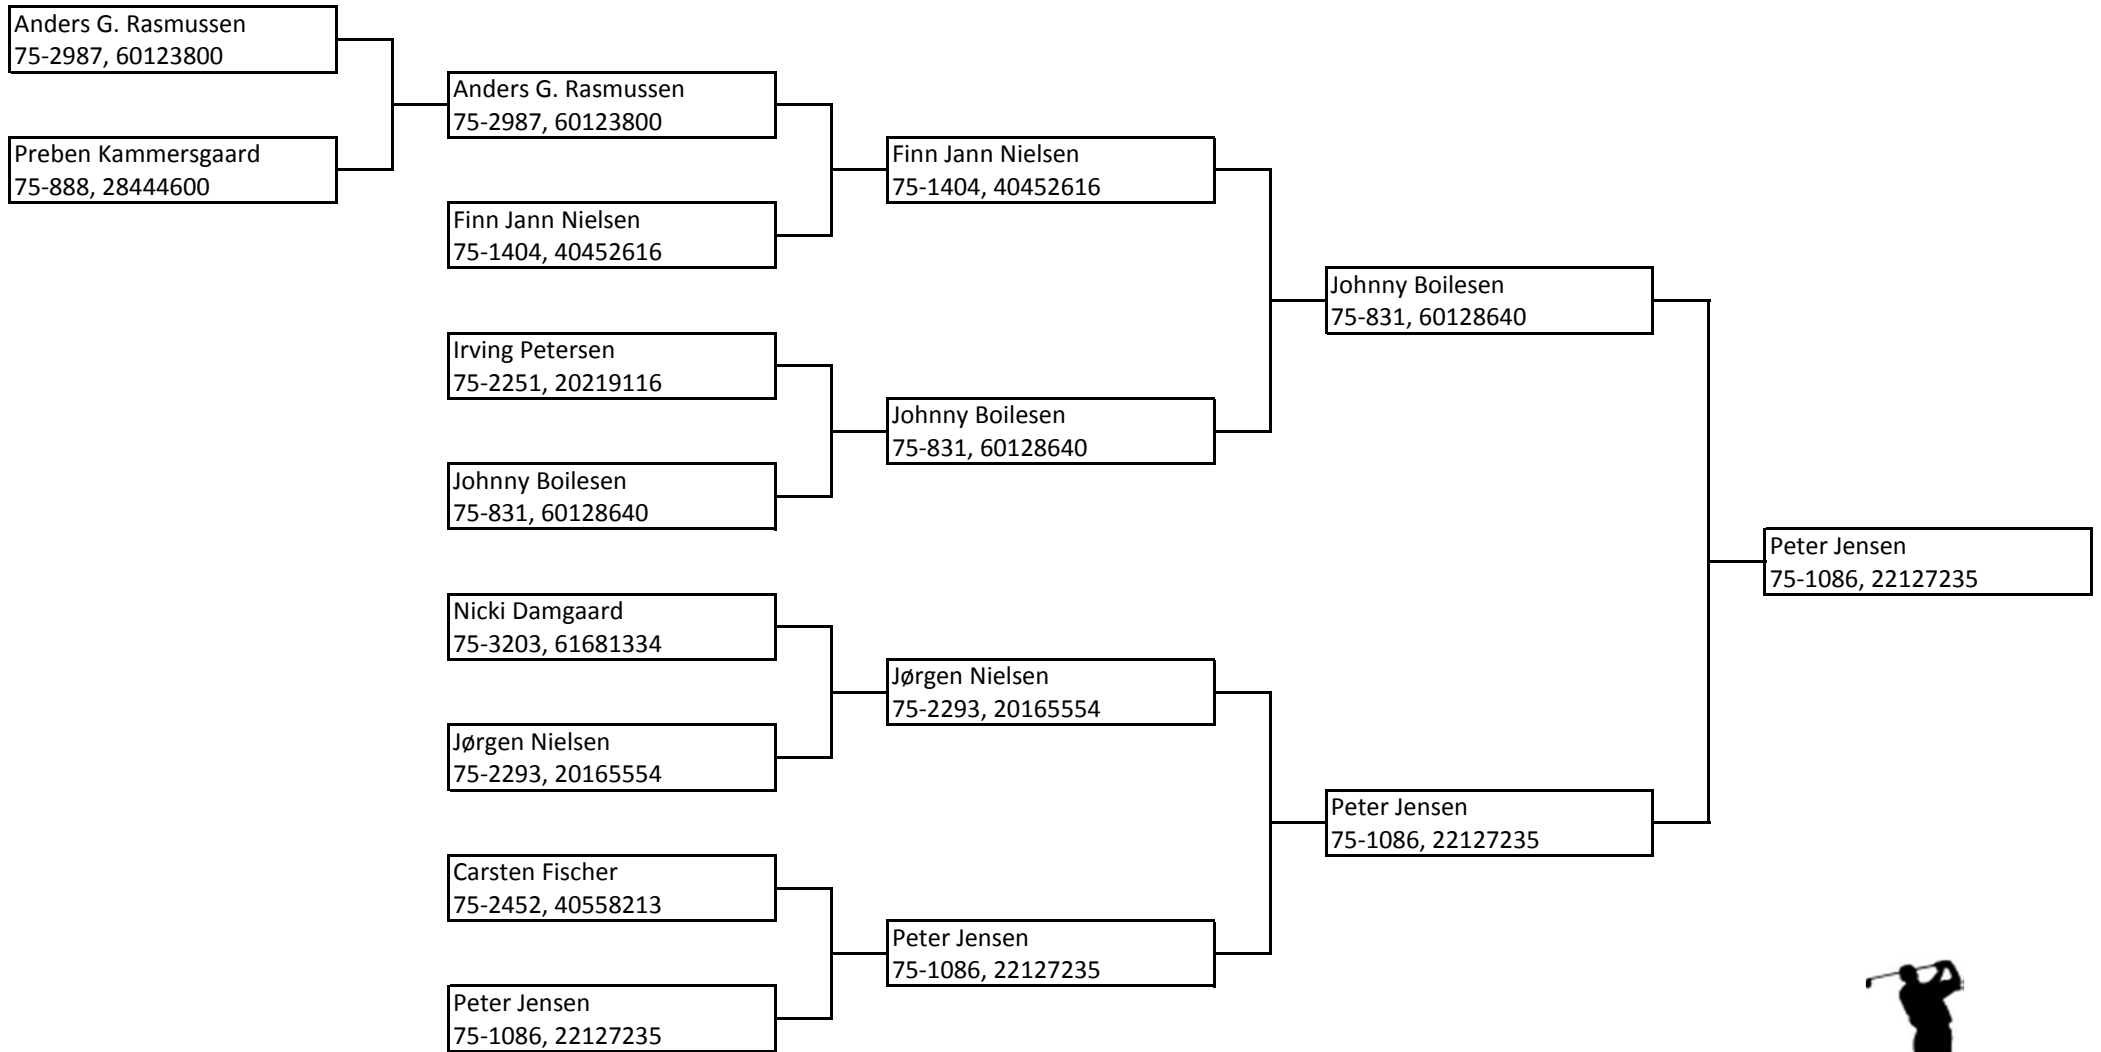 Anders G. Rasmussen
75-2987, 60123800
Preben Kammersgaard
75-888, 28444600
Anders G. Rasmussen
75-2987, 60123800
Finn Jann Nielsen
75-1404, 40452616
Irving Petersen
75-2251, 20219116
Johnny Boilesen
75-831, 60128640
Nicki Damgaard
75-3203, 61681334
Jørgen Nielsen
75-2293, 20165554
Carsten Fischer
75-2452, 40558213
Peter Jensen
75-1086, 22127235
Finn Jann Nielsen
75-1404, 40452616
Johnny Boilesen
75-831, 60128640
Jørgen Nielsen
75-2293, 20165554
Peter Jensen
75-1086, 22127235
Johnny Boilesen
75-831, 60128640
Peter Jensen
75-1086, 22127235
Peter Jensen
75-1086, 22127235